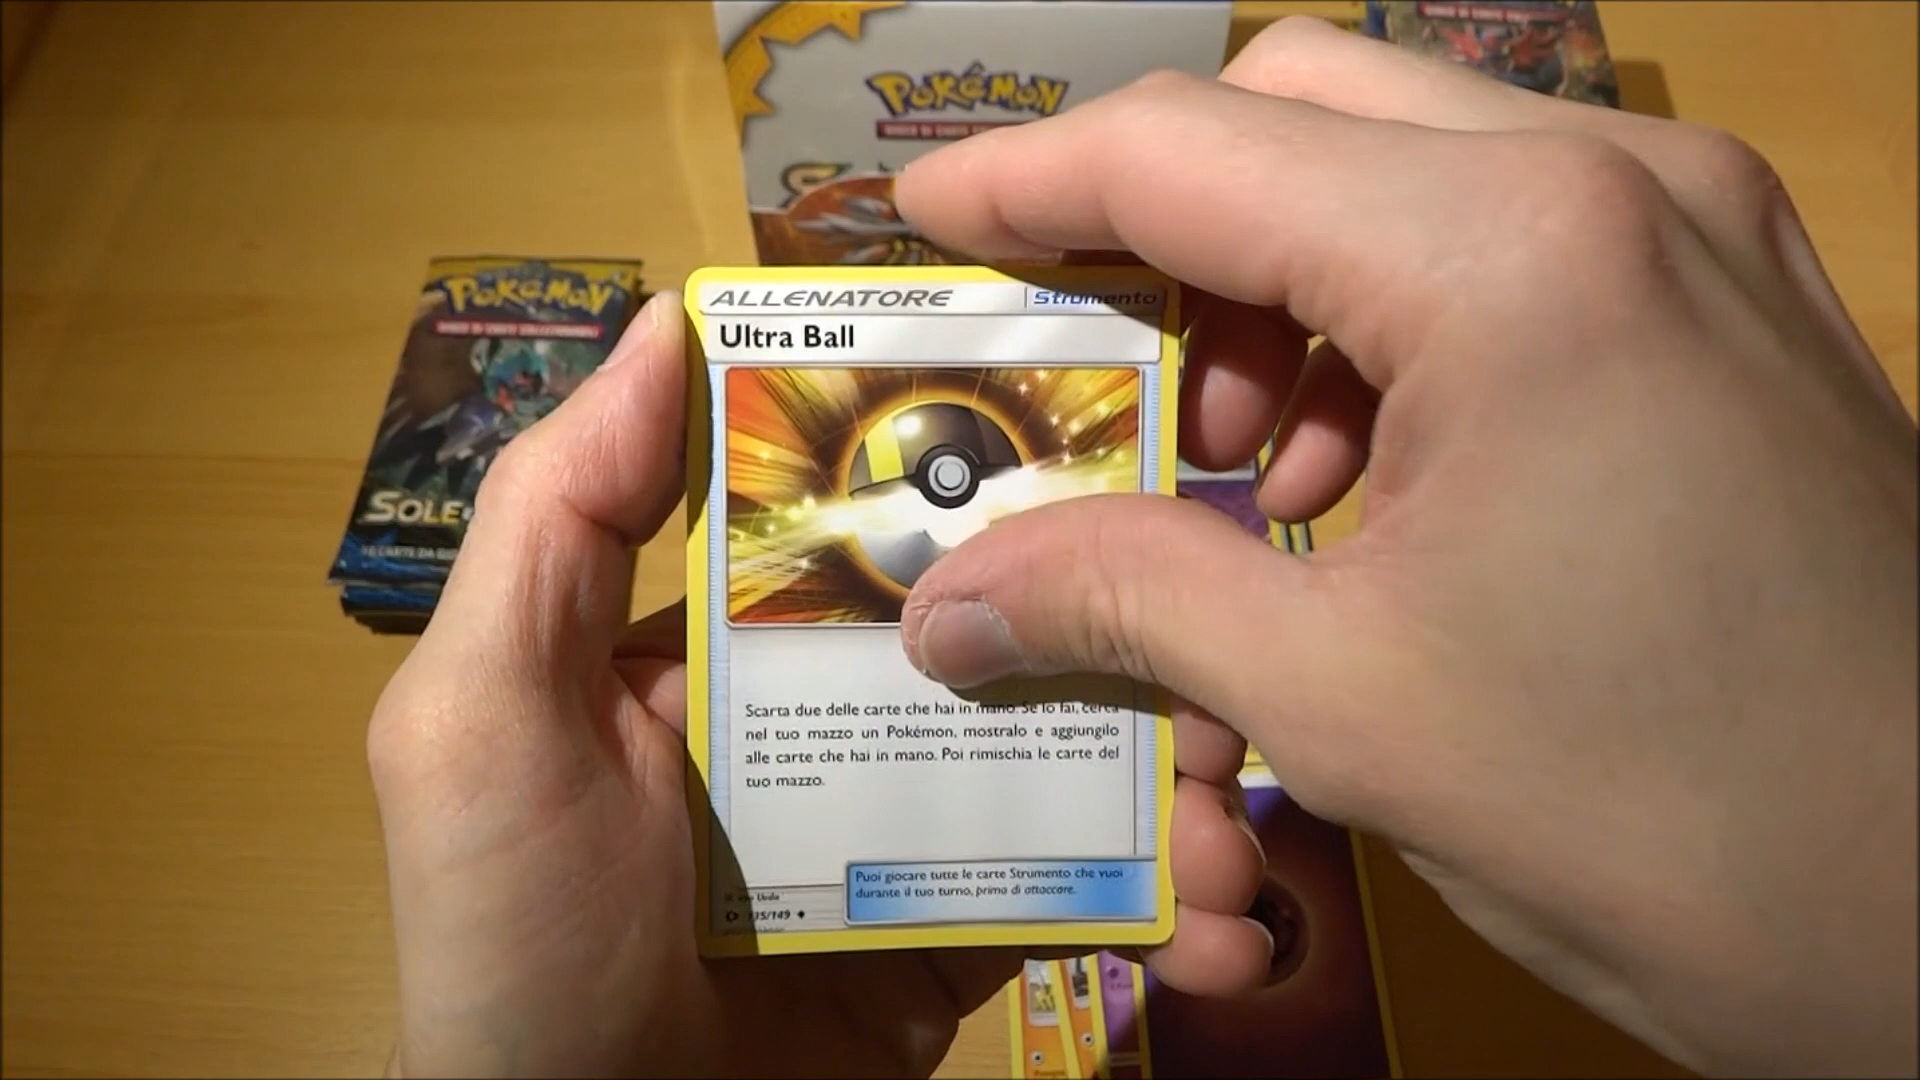 POKéMON
POKéMON
SOLE
ALLENATORE
Strumento
Ultra Ball
Scarta due delle carte che hai in mano. Se lo fai, cerca
nel tuo mazzo un Pokémon, mostralo e aggiungilo
alle carte che hai in mano. Poi rimischia le carte del
tuo mazzo.
Puoi giocare tutte le carte Strumento che vuoi
durante il tuo turno, prima di attaccare.
135/149